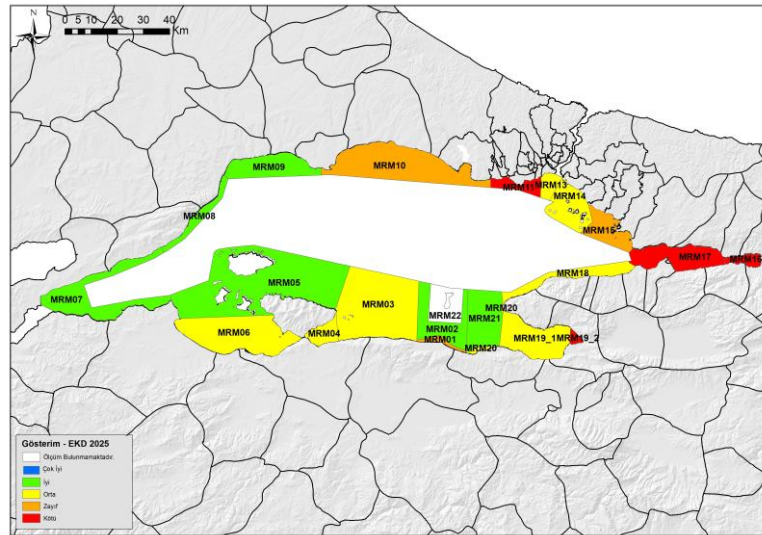 N
0 5 10 20 30 40
Km
MRM09
MRM10
MRM11
MRM13
MRM14
MRM15
MRM08
MRM17
MRM16
MRM07
MRM05
MRM18
MRM03
MRM20
MRM22
MRM21
MRM02
MRM06
MRM04
MRM01
MRM20
MRM19_1
MRM19_2
Gösterim - EKD 2025
Ölçüm Bulunmamaktadır.
Çok İyi
İyi
Orta
Zayıf
Kötü